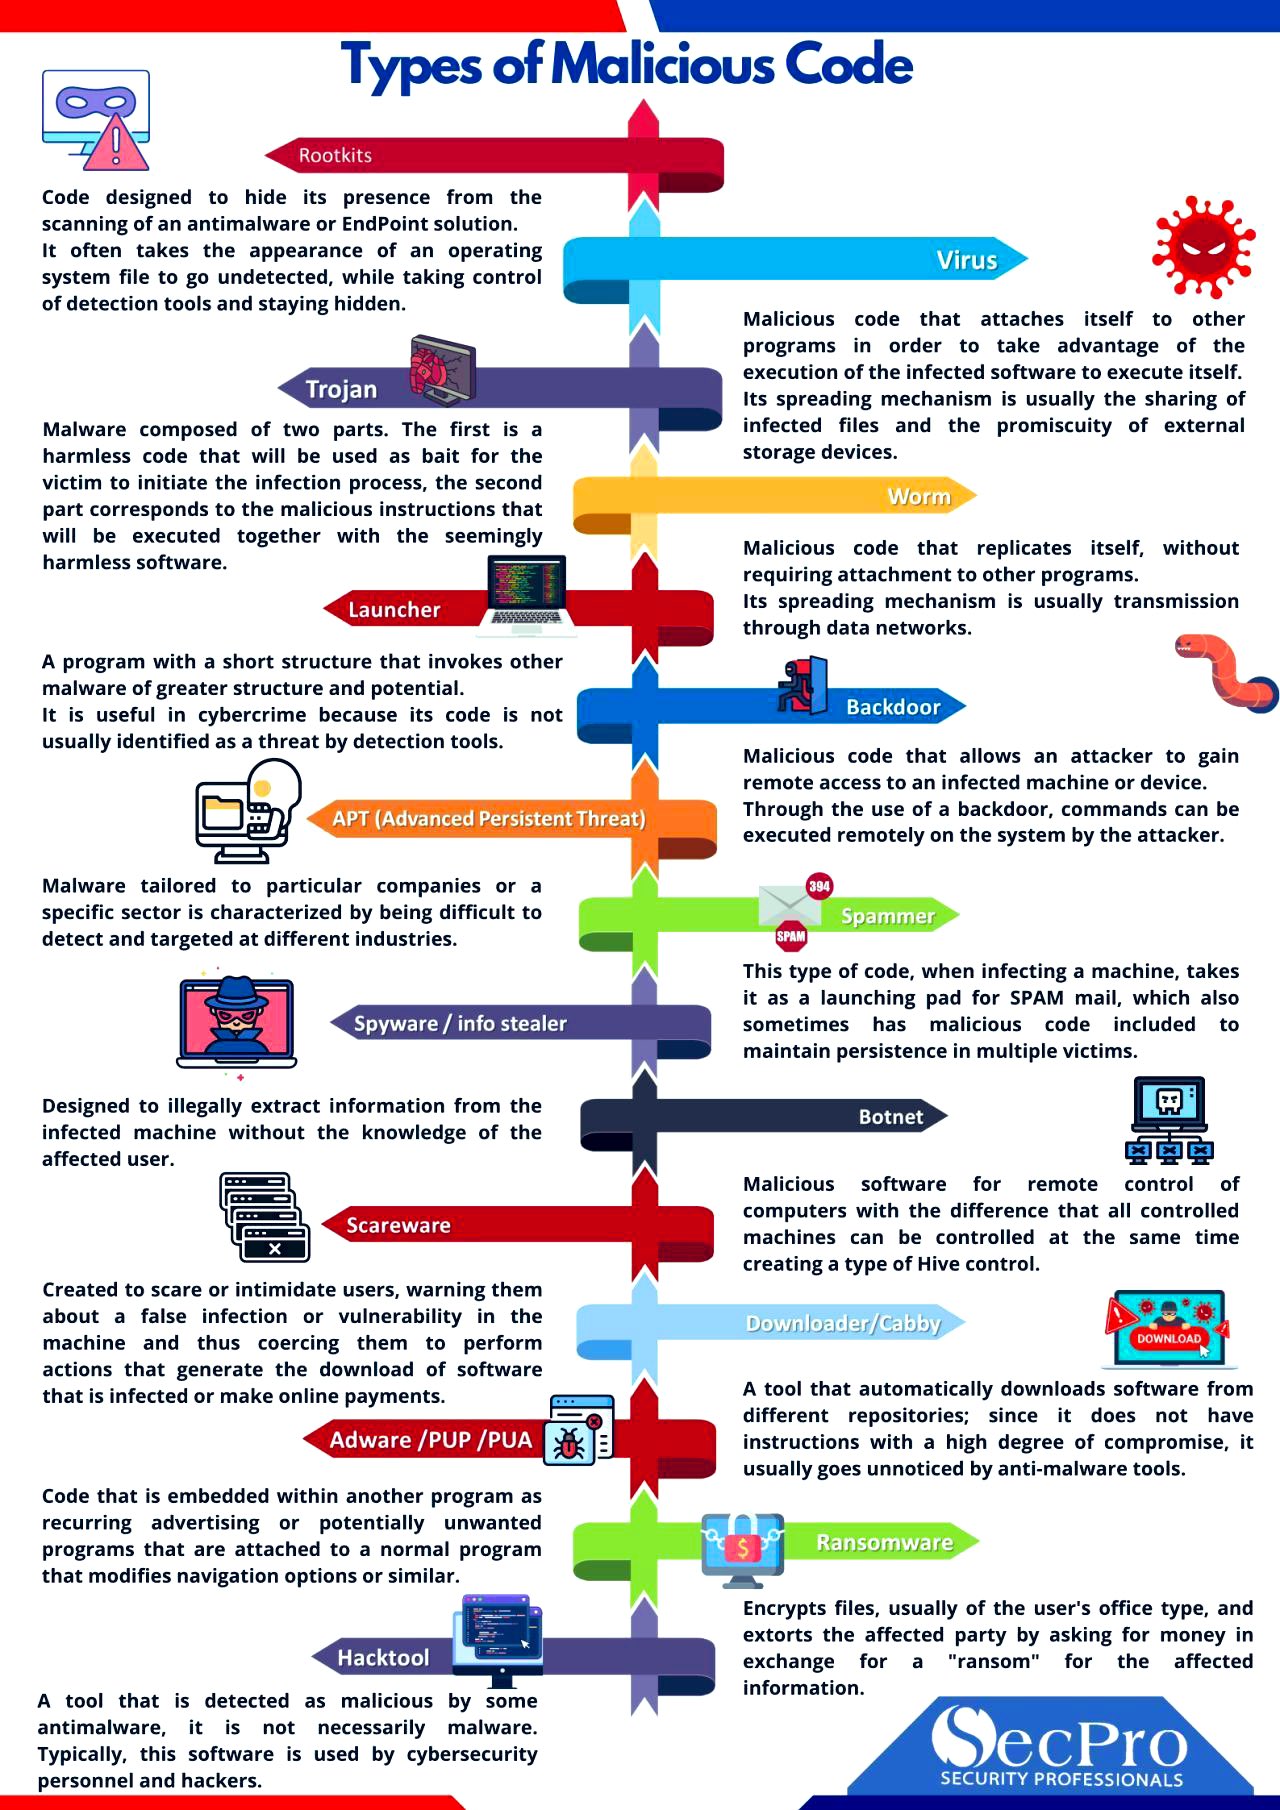 Types of Malicious Code
Rootkits
Code designed to hide its presence from the
scanning of an antimalware or EndPoint solution.
It often takes the appearance of an operating
system file to go undetected, while taking control
of detection tools and staying hidden.
Virus
Malicious code that attaches itself to other
programs in order to take advantage of the
execution of the infected software to execute itself.
Its spreading mechanism is usually the sharing of
infected files and the promiscuity of external
storage devices.
Trojan
Malware composed of two parts. The first is a
harmless code that will be used as bait for the
victim to initiate the infection process, the second
part corresponds to the malicious instructions that
will be executed together with the seemingly
harmless software.
Worm
Malicious code that replicates itself, without
requiring attachment to other programs.
Its spreading mechanism is usually transmission
through data networks.
Launcher
A program with a short structure that invokes other
malware of greater structure and potential.
It is useful in cybercrime because its code is not
usually identified as a threat by detection tools.
Backdoor
Malicious code that allows an attacker to gain
remote access to an infected machine or device.
Through the use of a backdoor, commands can be
executed remotely on the system by the attacker.
APT (Advanced Persistent Threat)
Malware tailored to particular companies or a
specific sector is characterized by being difficult to
detect and targeted at different industries.
394
SPAM
Spammer
This type of code, when infecting a machine, takes
it as a launching pad for SPAM mail, which also
sometimes has malicious code included to
maintain persistence in multiple victims.
Spyware / info stealer
Designed to illegally extract information from the
infected machine without the knowledge of the
affected user.
Botnet
Malicious software for remote control of
computers with the difference that all controlled
machines can be controlled at the same time
creating a type of Hive control.
Scareware
Created to scare or intimidate users, warning them
about a false infection or vulnerability in the
machine and thus coercing them to perform
actions that generate the download of software
that is infected or make online payments.
Downloader/Cabby
DOWNLOAD
A tool that automatically downloads software from
different repositories; since it does not have
instructions with a high degree of compromise, it
usually goes unnoticed by anti-malware tools.
Adware /PUP /PUA
Code that is embedded within another program as
recurring advertising or potentially unwanted
programs that are attached to a normal program
that modifies navigation options or similar.
Ransomware
Encrypts files, usually of the user's office type, and
extorts the affected party by asking for money in
exchange for a "ransom" for the affected
information.
Hacktool
A tool that is detected as malicious by some
antimalware, it is not necessarily malware.
Typically, this software is used by cybersecurity
personnel and hackers.
SecPro
SECURITY PROFESSIONALS